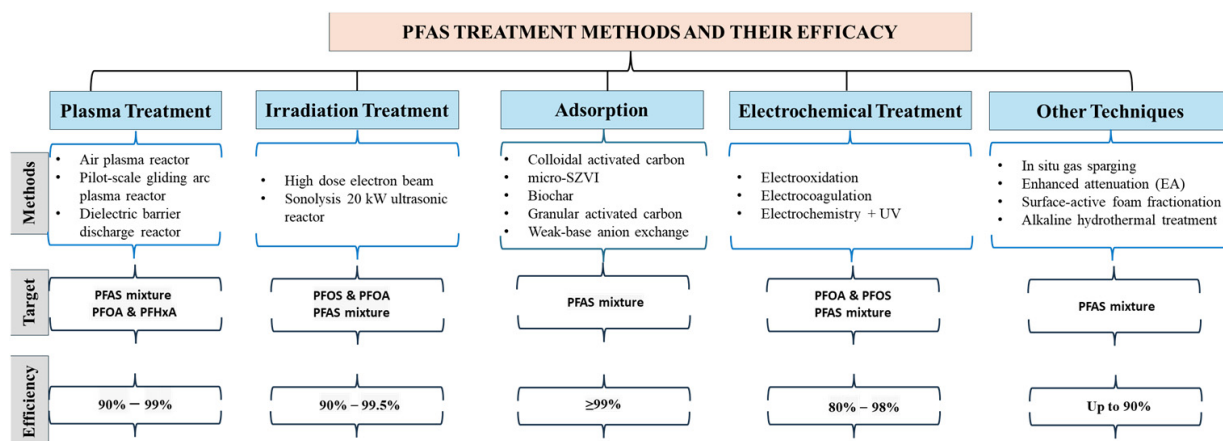 PFAS TREATMENT METHODS AND THEIR EFFICACY
Plasma Treatment
Irradiation Treatment
Adsorption
Electrochemical Treatment
Other Techniques
Methods
• Air plasma reactor
• Pilot-scale gliding arc
plasma reactor
• Dielectric barrier
discharge reactor
• High dose electron beam
• Sonolysis 20 kW ultrasonic
reactor
• Colloidal activated carbon
• micro-SZVI
• Biochar
• Granular activated carbon
• Weak-base anion exchange
• Electrooxidation
• Electrocoagulation
• Electrochemistry + UV
• In situ gas sparging
• Enhanced attenuation (EA)
• Surface-active foam fractionation
• Alkaline hydrothermal treatment
Target
PFAS mixture
PFOA & PFHxA
PFOS & PFOA
PFAS mixture
PFAS mixture
PFOA & PFOS
PFAS mixture
PFAS mixture
Efficiency
90% – 99%
90% – 99.5%
≥99%
80% – 98%
Up to 90%